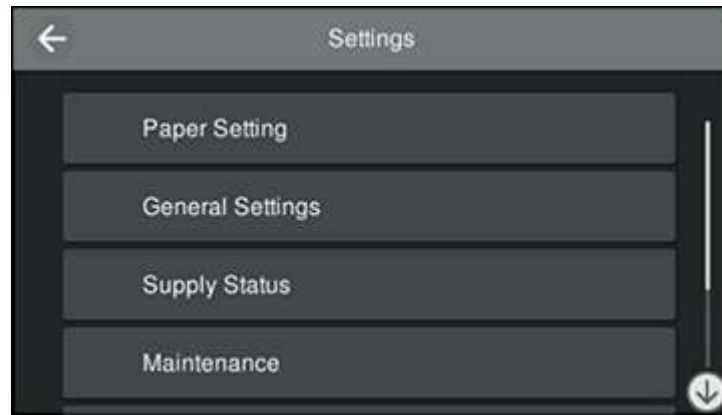 Settings
Paper Setting
General Settings
Supply Status
Maintenance